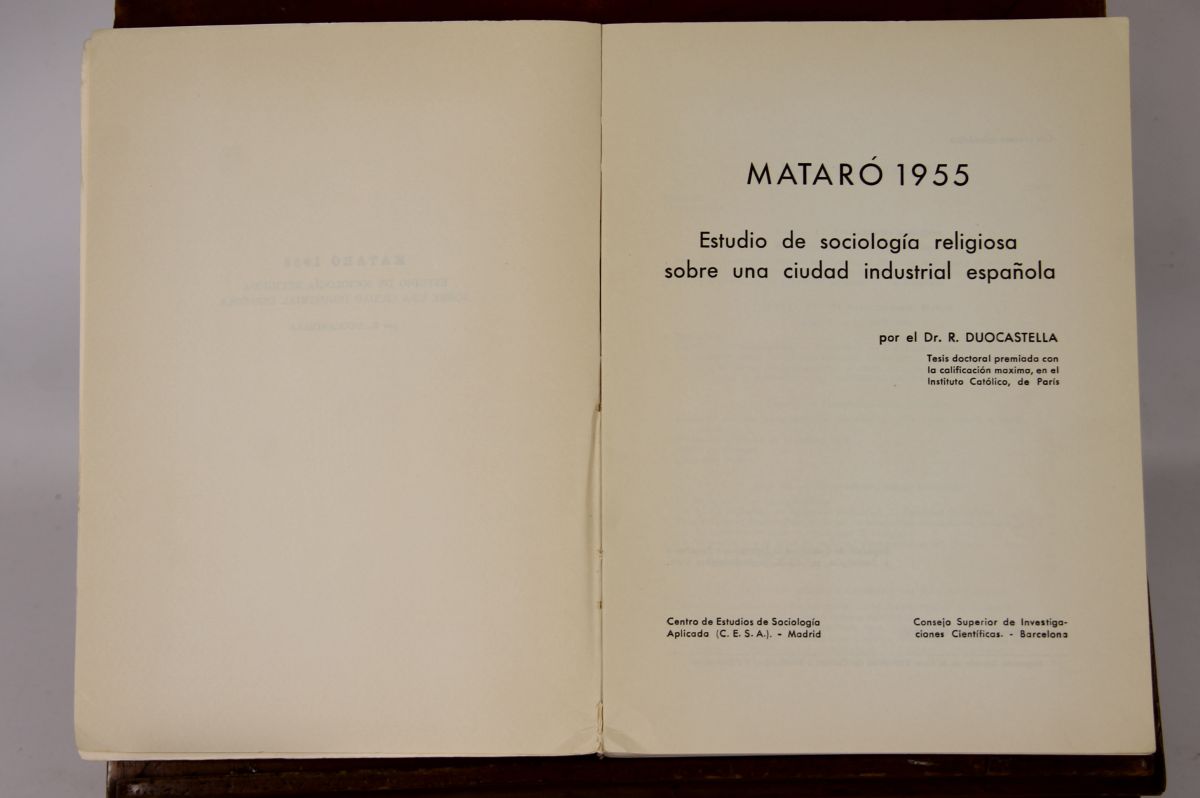 MATARÓ 1955
Estudio de sociología religiosa
sobre una ciudad industrial española
por el Dr. R. DUOCASTELLA
Tesis doctoral premiada con
la calificación maxima, en el
Instituto Católico, de París
Centro de Estudios de Sociología
Aplicada (C. E. S. A.). - Madrid
Consejo Superior de Investiga-
ciones Científicas. - Barcelona